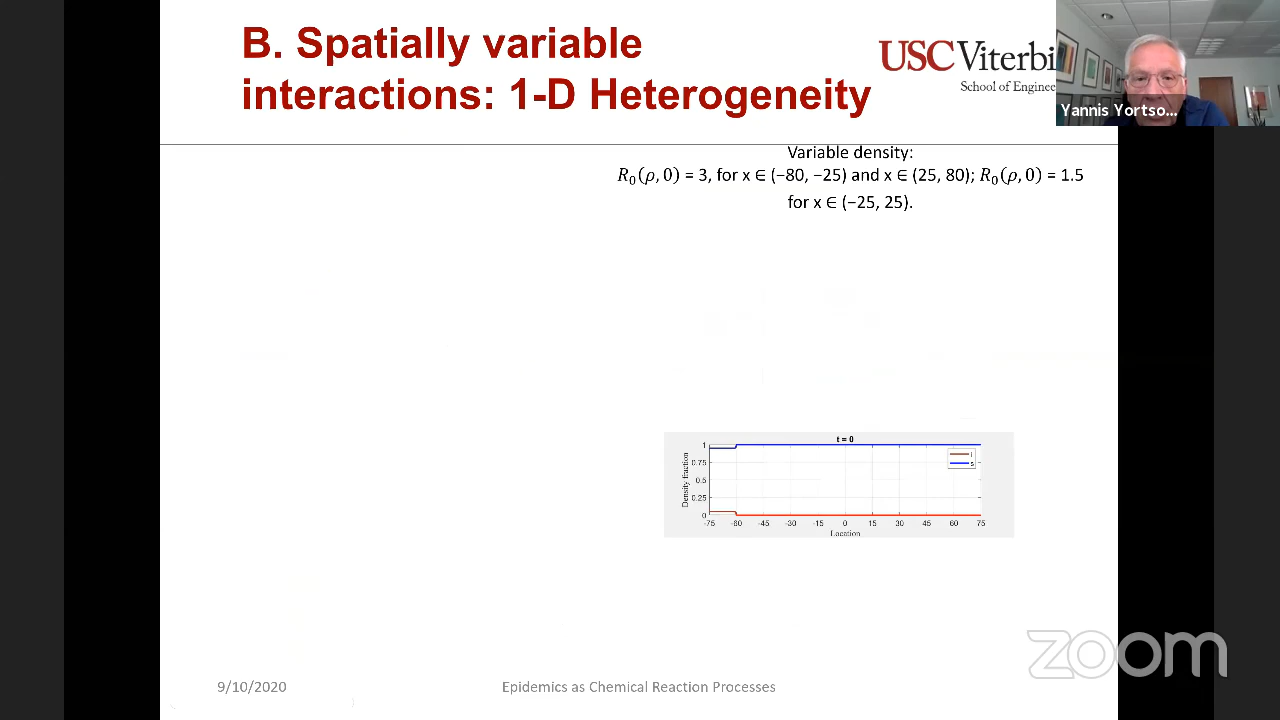 B. Spatially variable
interactions: 1-D Heterogeneity
USC Viterbi
School of Enginee
Yannis Yortso...
Variable density:
R₀(ρ, 0) = 3, for x ∈ (−80, −25) and x ∈ (25, 80); R₀(ρ, 0) = 1.5
for x ∈ (−25, 25).
t = 0
1
0.75
0.5
0.25
0
Density fraction
i
s
-75 -60 -45 -30 -15 0 15 30 45 60 75
Location
zoom
9/10/2020
Epidemics as Chemical Reaction Processes